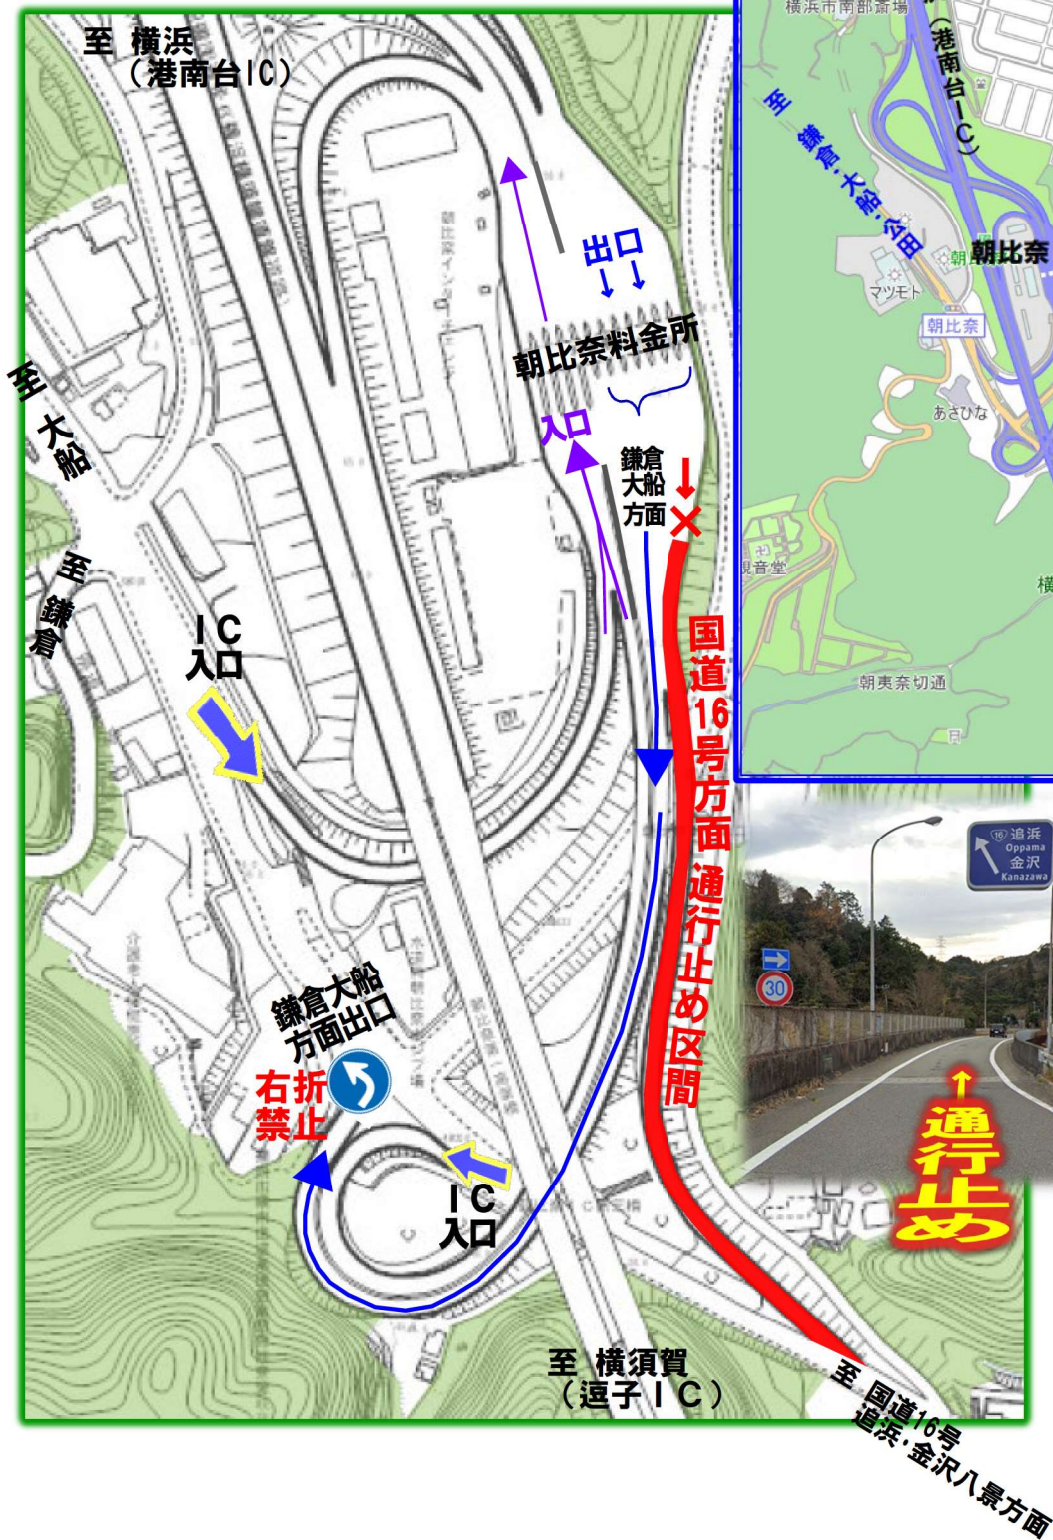 至 横浜
(港南台IC)
至 大船
至 鎌倉
IC
入口
出口
朝比奈料金所
入口
鎌倉
大船
方面
国道16号方面 通行止め区間
鎌倉大船
方面出口
右折
禁止
IC
入口
至 横須賀
(逗子IC)
至 国道16号
追浜・金沢八景方面
横浜市南部斎場
(港南台IC)
至 鎌倉・大船・公田
朝比奈
マツモト
朝比奈
あさひな
観音堂
朝夷奈切通
横
16 追浜
Oppama
金沢
Kanazawa
30
通行止め